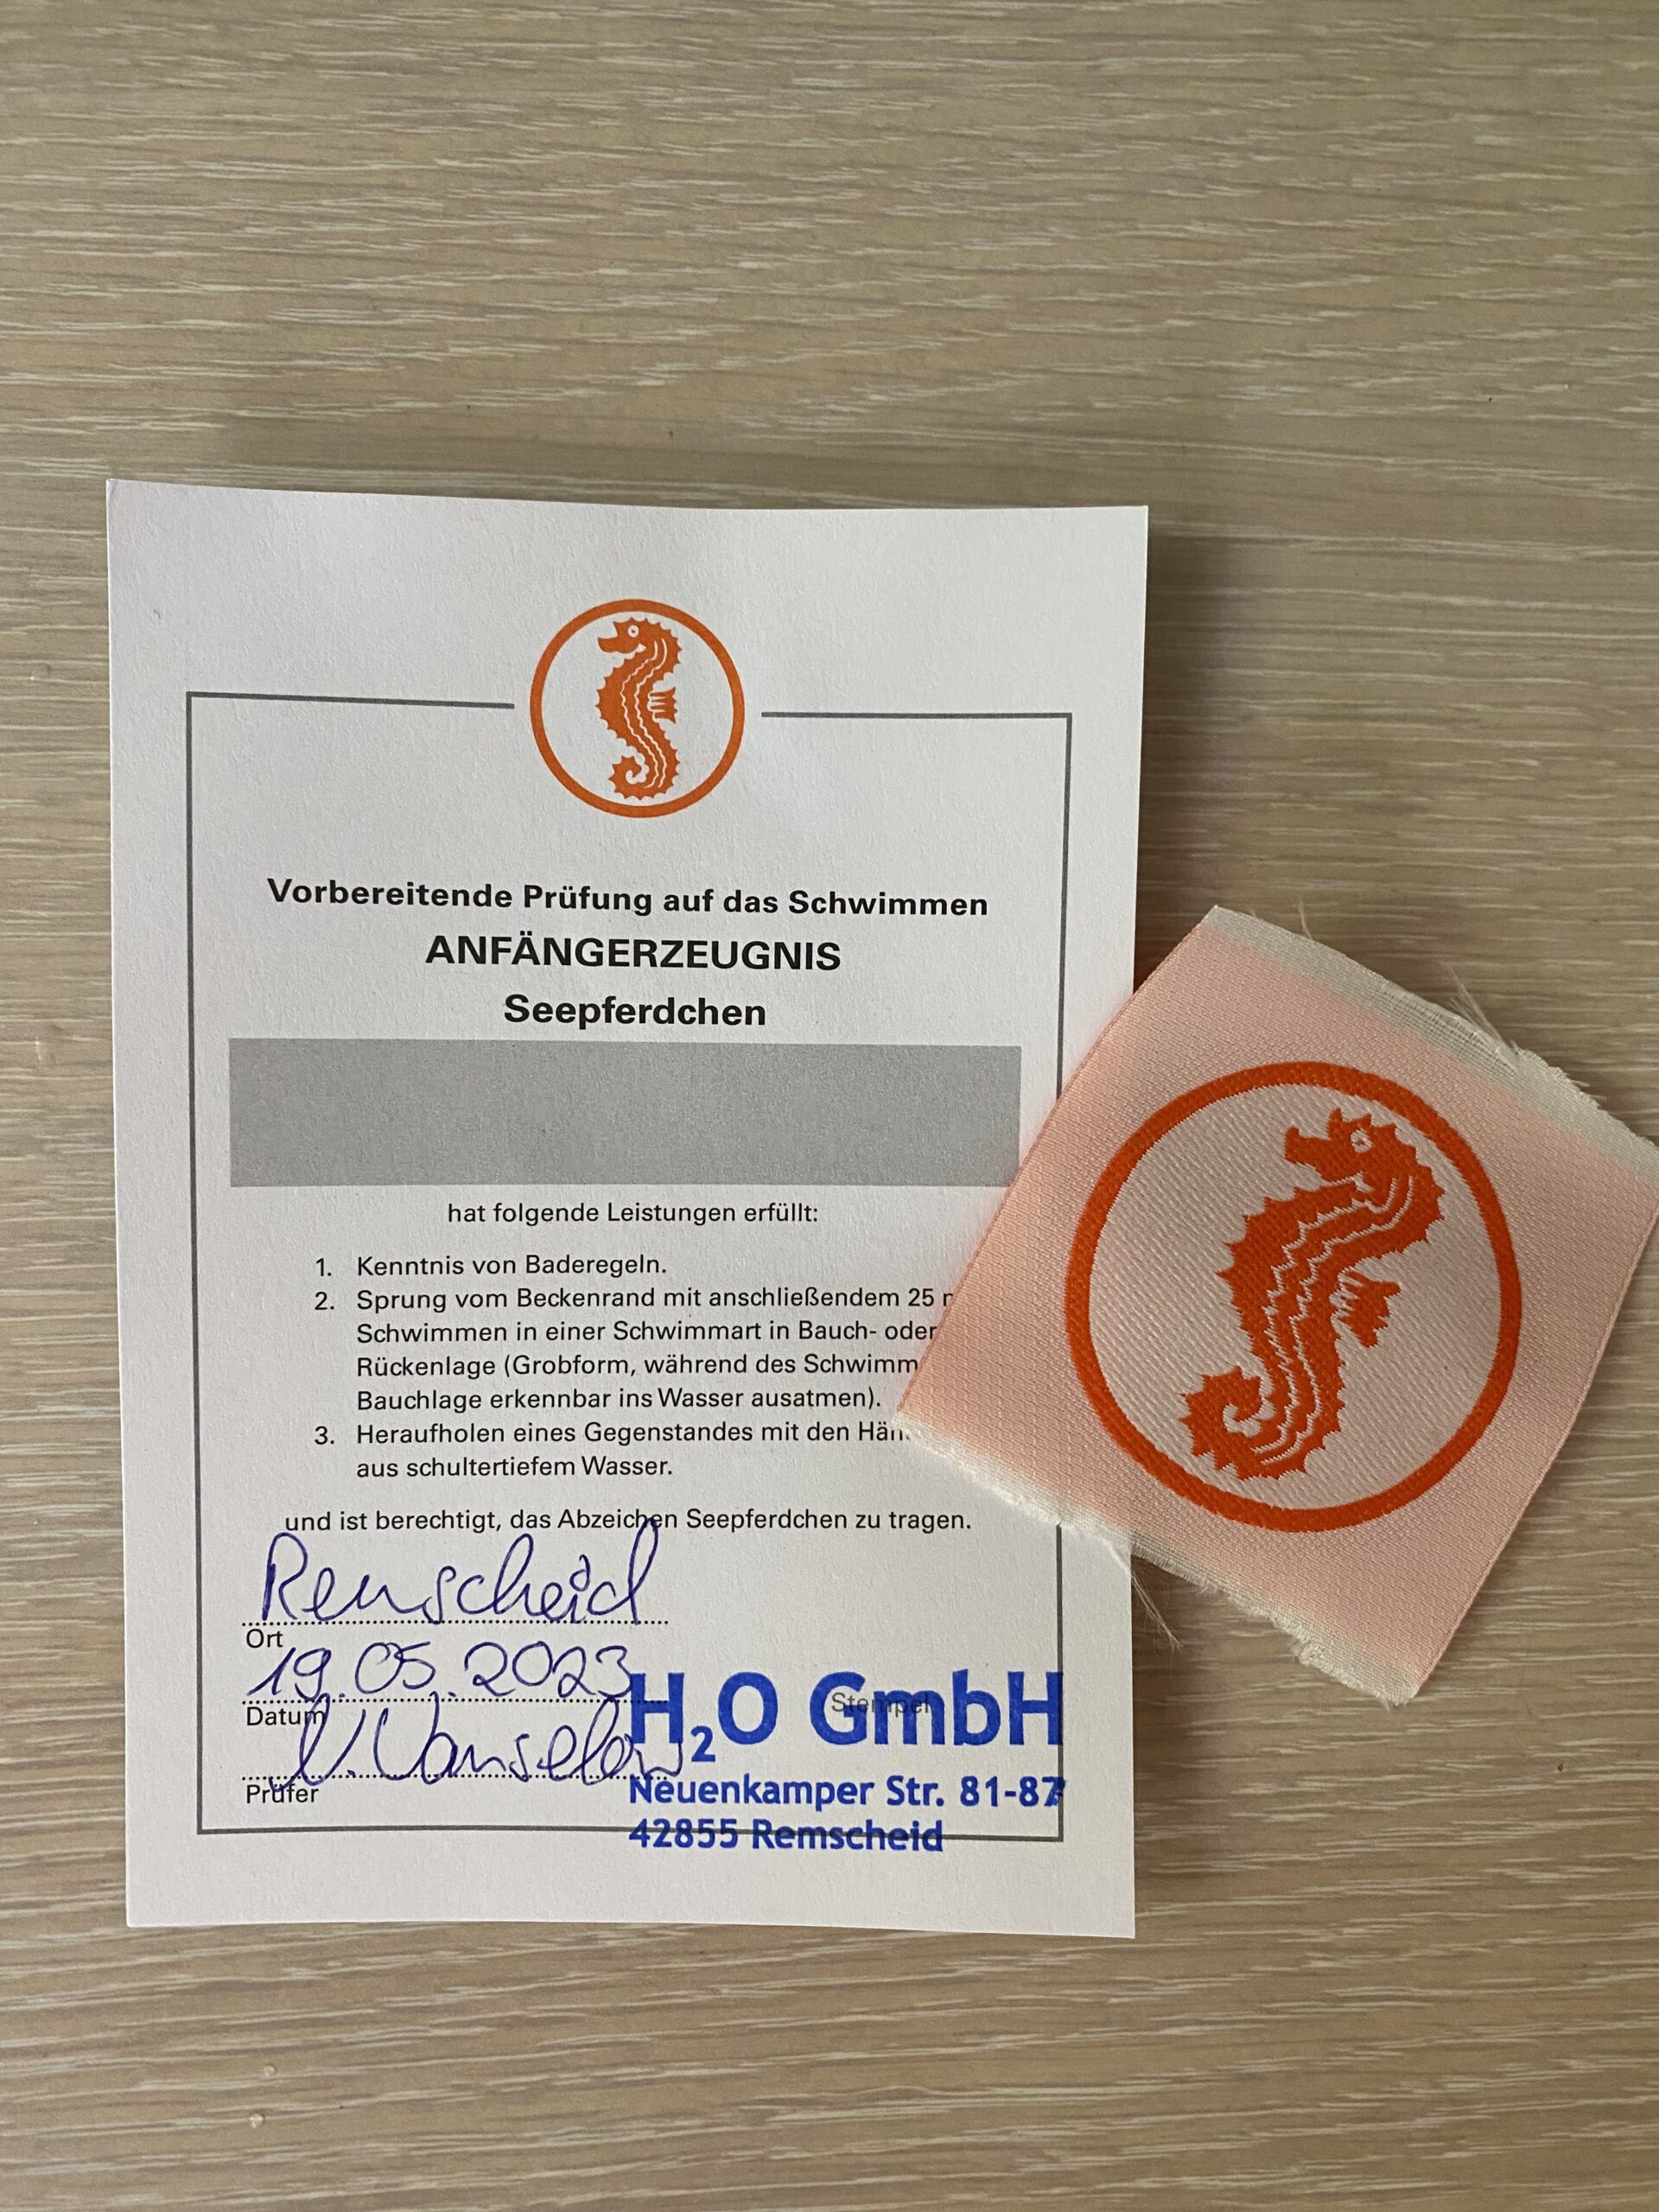 Vorbereitende Prüfung auf das Schwimmen
ANFÄNGERZEUGNIS
Seepferdchen
hat folgende Leistungen erfüllt:
1. Kenntnis von Baderegeln.
2. Sprung vom Beckenrand mit anschließendem 25
Schwimmen in einer Schwimmart in Bauch- oder
Rückenlage (Grobform, während des Schwimm
Bauchlage erkennbar ins Wasser ausatmen).
3. Heraufholen eines Gegenstandes mit den Hän
aus schultertiefem Wasser.
und ist berechtigt, das Abzeichen Seepferdchen zu tragen.
Remscheid
Ort
19.05.2023
Datum
Prüfer
Stempel
H₂O GmbH
Neuenkamper Str. 81-87
42855 Remscheid